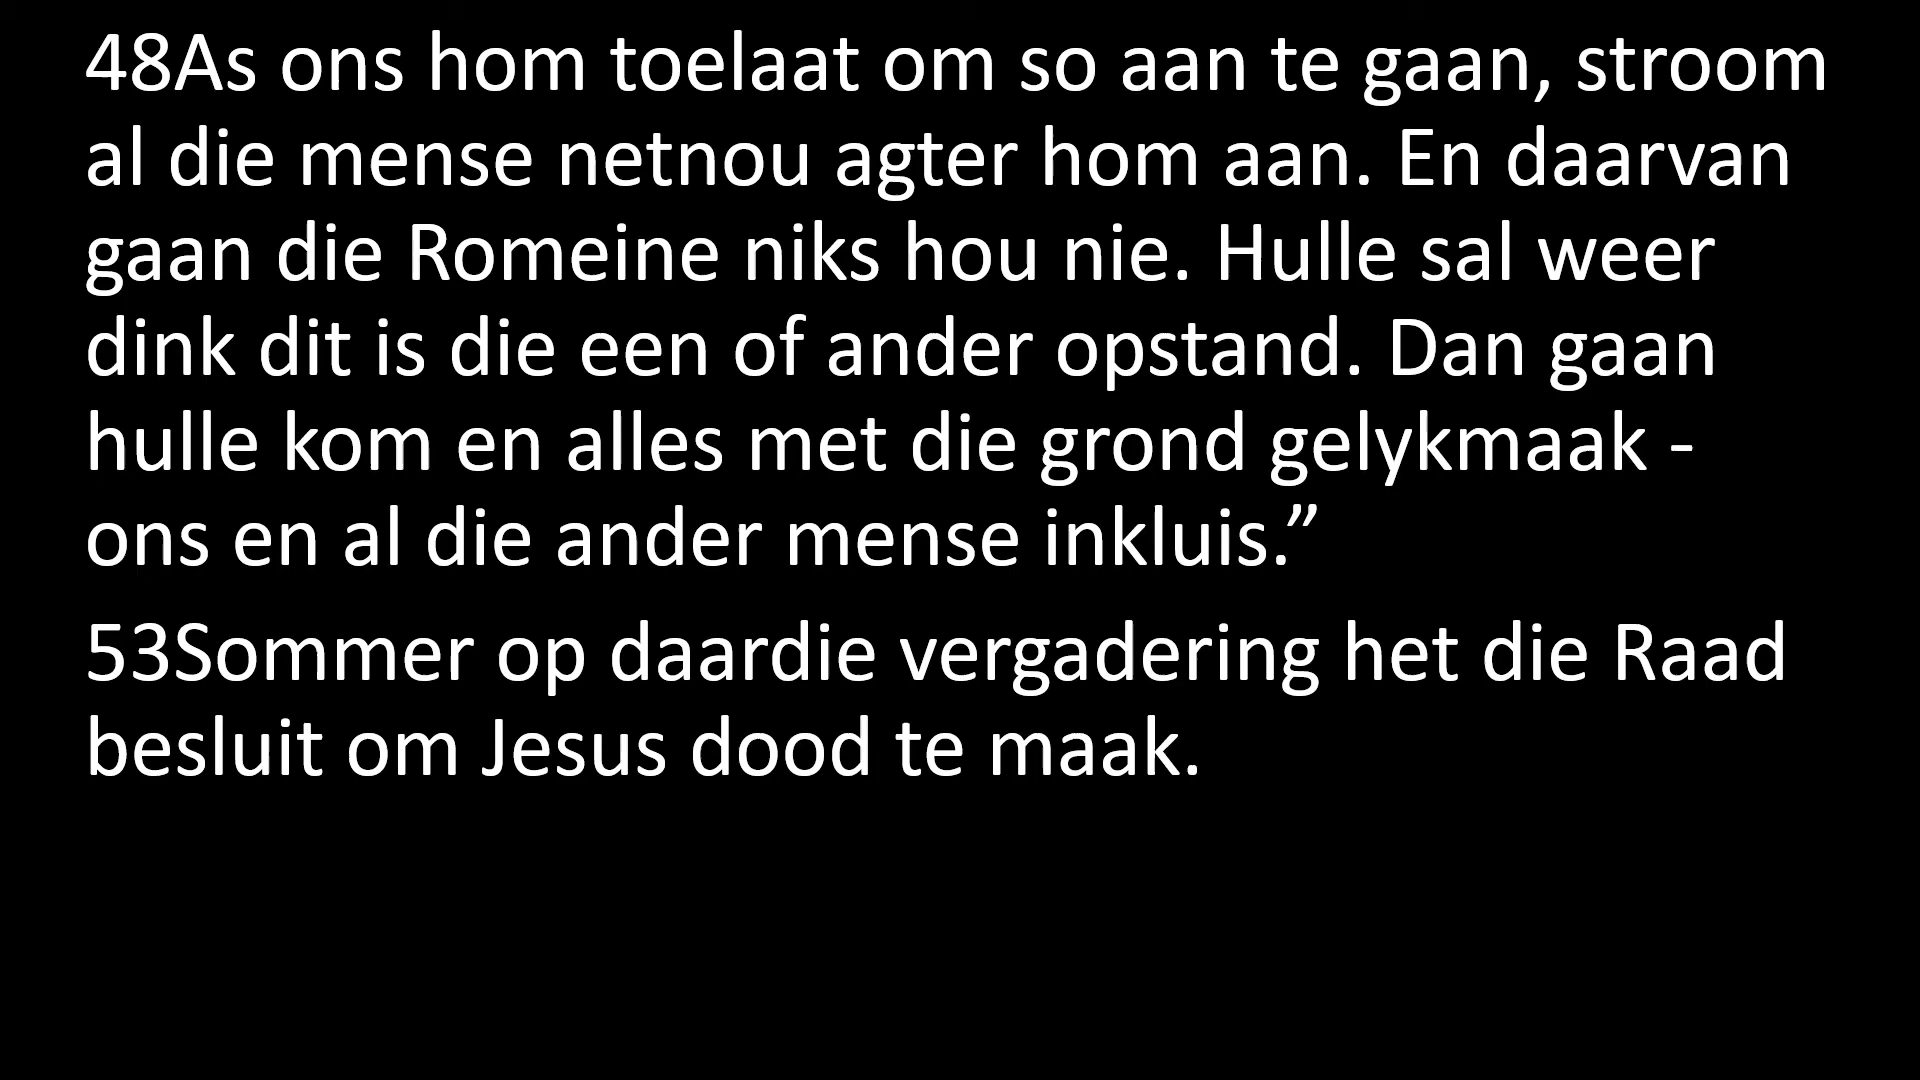 48As ons hom toelaat om so aan te gaan, stroom
al die mense netnou agter hom aan. En daarvan
gaan die Romeine niks hou nie. Hulle sal weer
dink dit is die een of ander opstand. Dan gaan
hulle kom en alles met die grond gelykmaak -
ons en al die ander mense inkluis.”
53Sommer op daardie vergadering het die Raad
besluit om Jesus dood te maak.